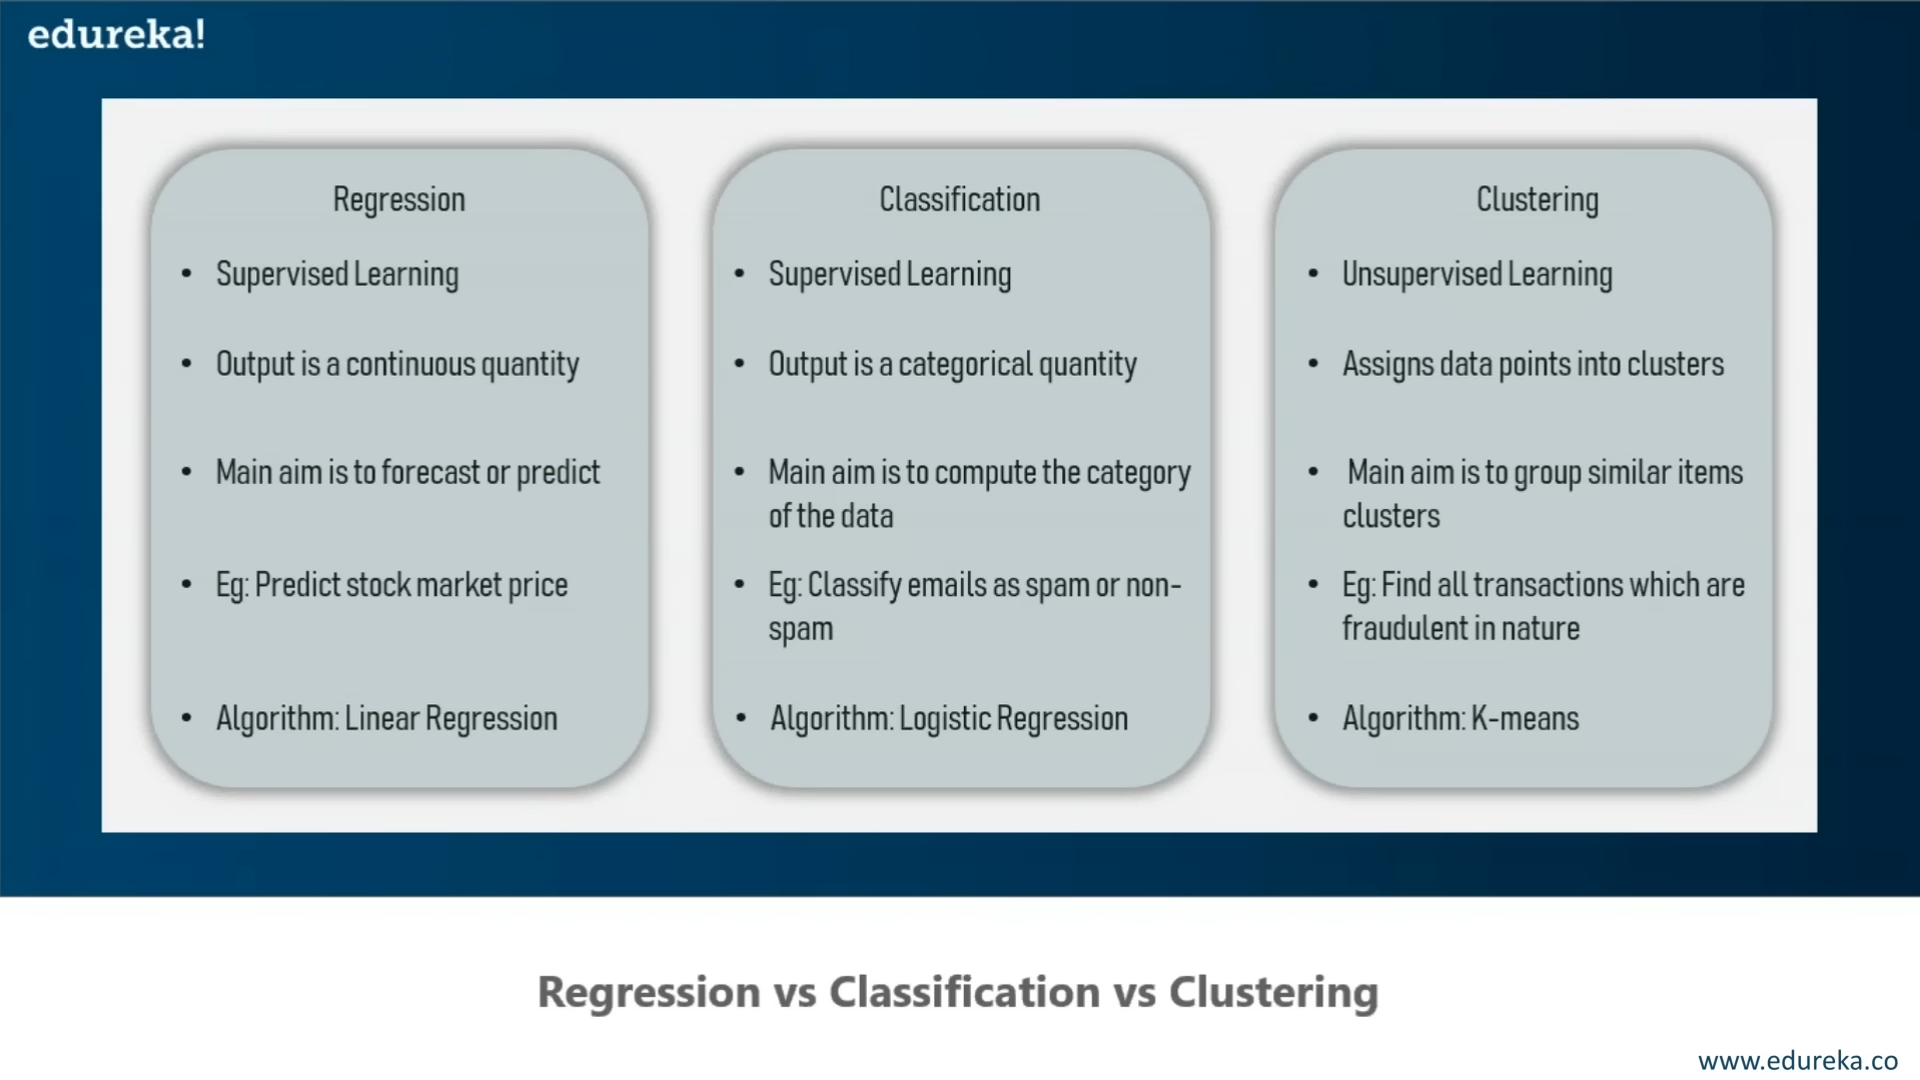 edureka!
Regression
• Supervised Learning
• Output is a continuous quantity
• Main aim is to forecast or predict
• Eg: Predict stock market price
• Algorithm: Linear Regression
Classification
• Supervised Learning
• Output is a categorical quantity
• Main aim is to compute the category
of the data
• Eg: Classify emails as spam or non-
spam
• Algorithm: Logistic Regression
Clustering
• Unsupervised Learning
• Assigns data points into clusters
• Main aim is to group similar items
clusters
• Eg: Find all transactions which are
fraudulent in nature
• Algorithm: K-means
Regression vs Classification vs Clustering
www.edureka.co